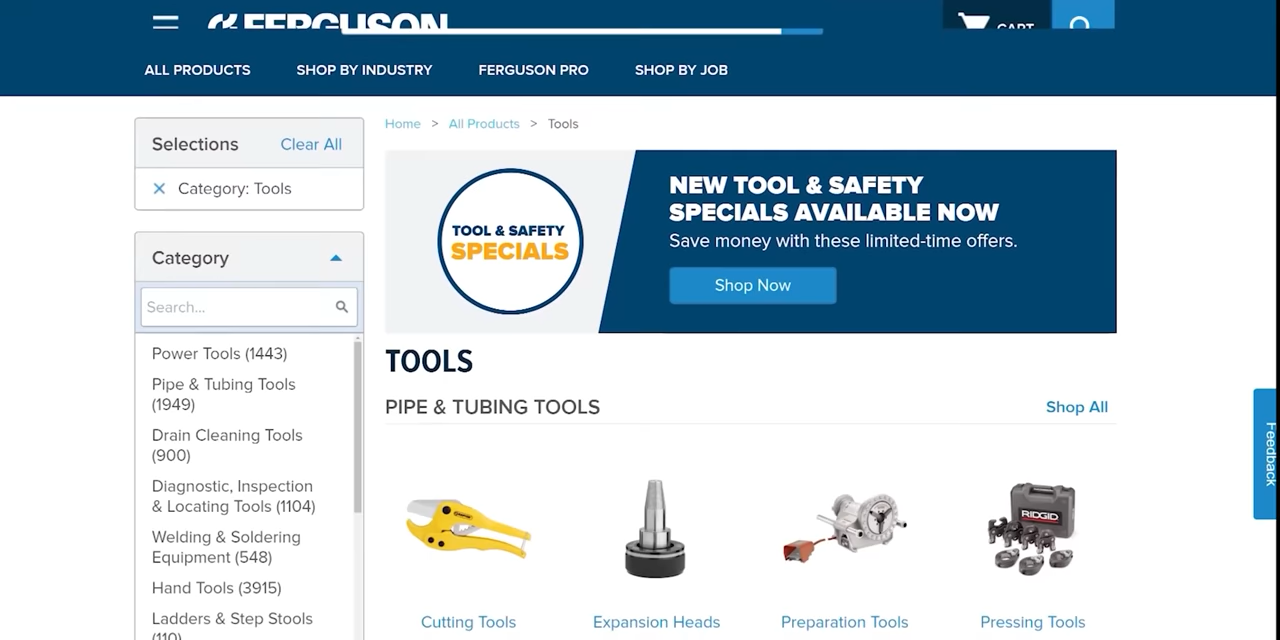 FERGUSON
CART
ALL PRODUCTS SHOP BY INDUSTRY FERGUSON PRO SHOP BY JOB
Selections Clear All
Category: Tools
Category
Search...
Power Tools (1443)
Pipe & Tubing Tools
(1949)
Drain Cleaning Tools
(900)
Diagnostic, Inspection
& Locating Tools (1104)
Welding & Soldering
Equipment (548)
Hand Tools (3915)
Ladders & Step Stools
(110)
Home > All Products > Tools
TOOL & SAFETY
SPECIALS
NEW TOOL & SAFETY
SPECIALS AVAILABLE NOW
Save money with these limited-time offers.
Shop Now
TOOLS
PIPE & TUBING TOOLS Shop All
RIDGID
Cutting Tools Expansion Heads Preparation Tools Pressing Tools
Feedback